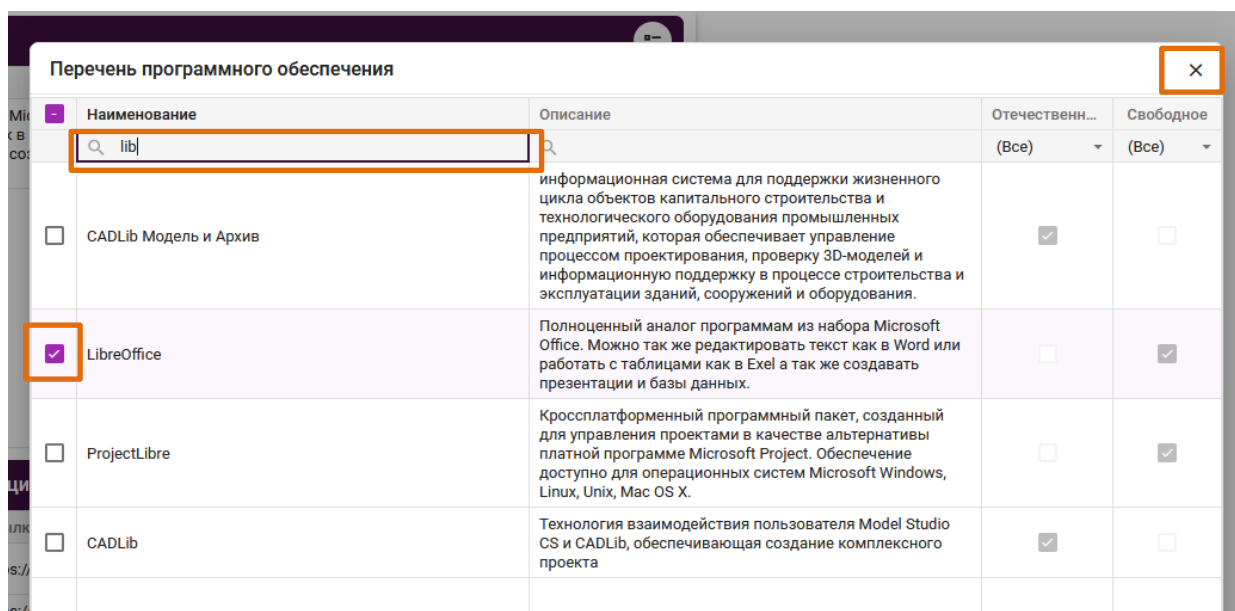 Перечень программного обеспечения
Наименование
Описание
Отечественн...
Свободное
lib
(Все)
(Все)
CADLib Модель и Архив
информационная система для поддержки жизненного
цикла объектов капитального строительства и
технологического оборудования промышленных
предприятий, которая обеспечивает управление
процессом проектирования, проверку 3D-моделей и
информационную поддержку в процессе строительства и
эксплуатации зданий, сооружений и оборудования.
LibreOffice
Полноценный аналог программам из набора Microsoft
Office. Можно так же редактировать текст как в Word или
работать с таблицами как в Exel а так же создавать
презентации и базы данных.
ProjectLibre
Кроссплатформенный программный пакет, созданный
для управления проектами в качестве альтернативы
платной программе Microsoft Project. Обеспечение
доступно для операционных систем Microsoft Windows,
Linux, Unix, Mac OS X.
CADLib
Технология взаимодействия пользователя Model Studio
CS и CADLib, обеспечивающая создание комплексного
проекта